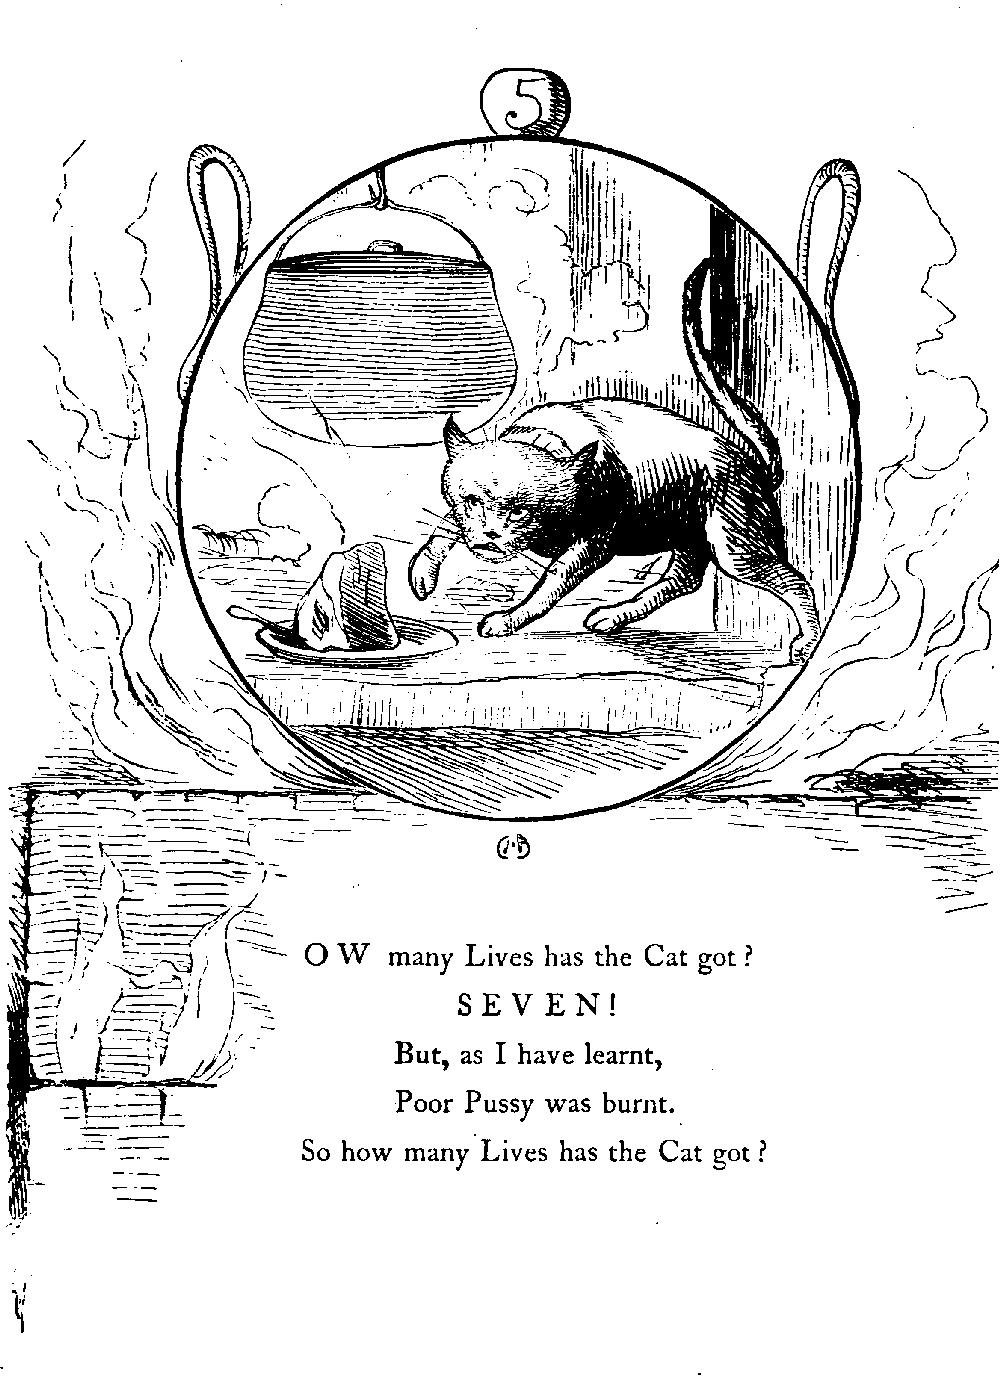 5
OW many Lives has the Cat got?
SEVEN!
But, as I have learnt,
Poor Pussy was burnt.
So how many Lives has the Cat got?